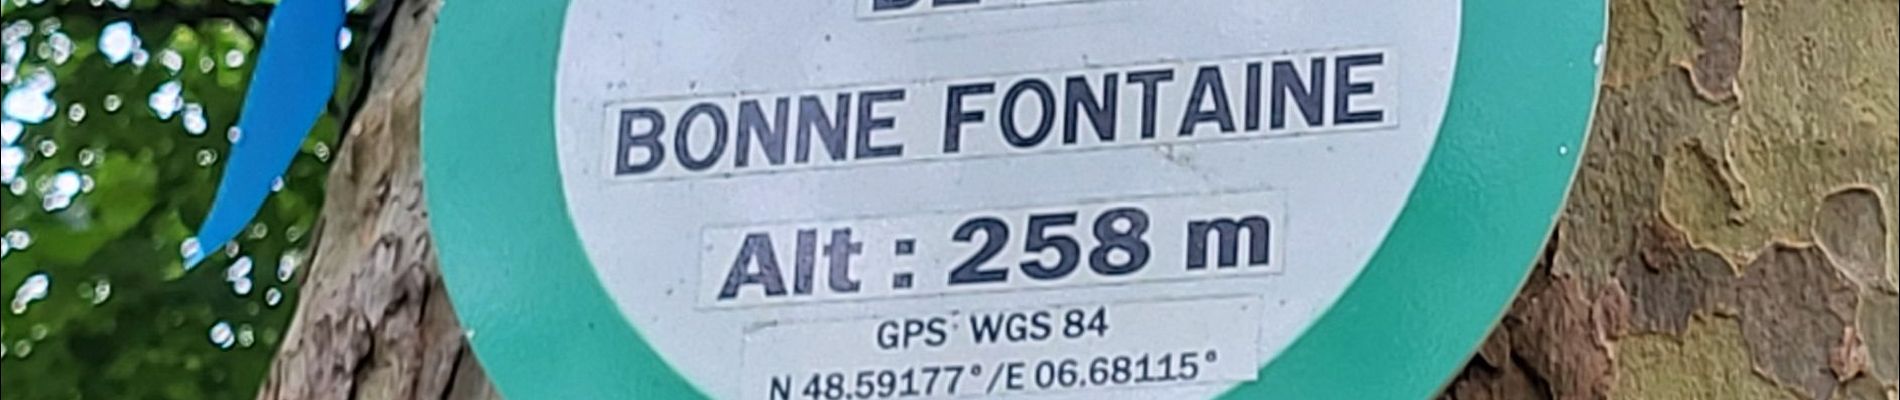 BONNE FONTAINE
Alt : 258 m
GPS WGS 84
N 48.59177°/E 06.68115°